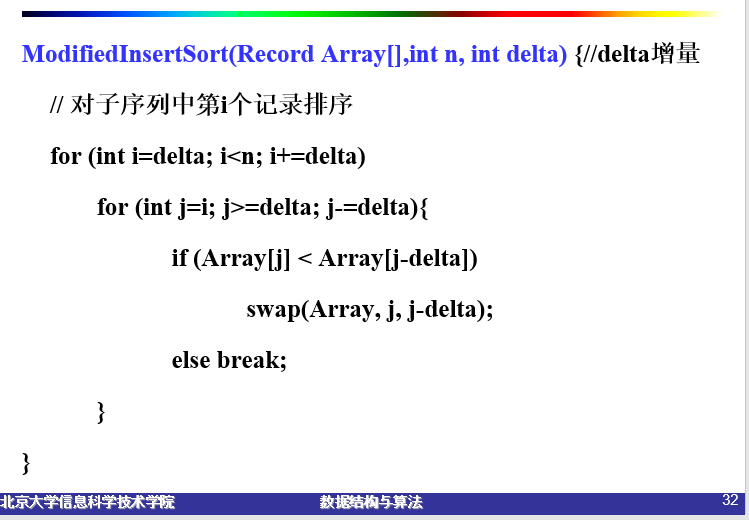 ModifiedInsertSort(Record Array[],int n, int delta) {//delta增量
// 对子序列中第i个记录排序
for (int i=delta; i<n; i+=delta)
for (int j=i; j>=delta; j-=delta){
if (Array[j] < Array[j-delta])
swap(Array, j, j-delta);
else break;
}
}
北京大学信息科学技术学院
数据结构与算法
32